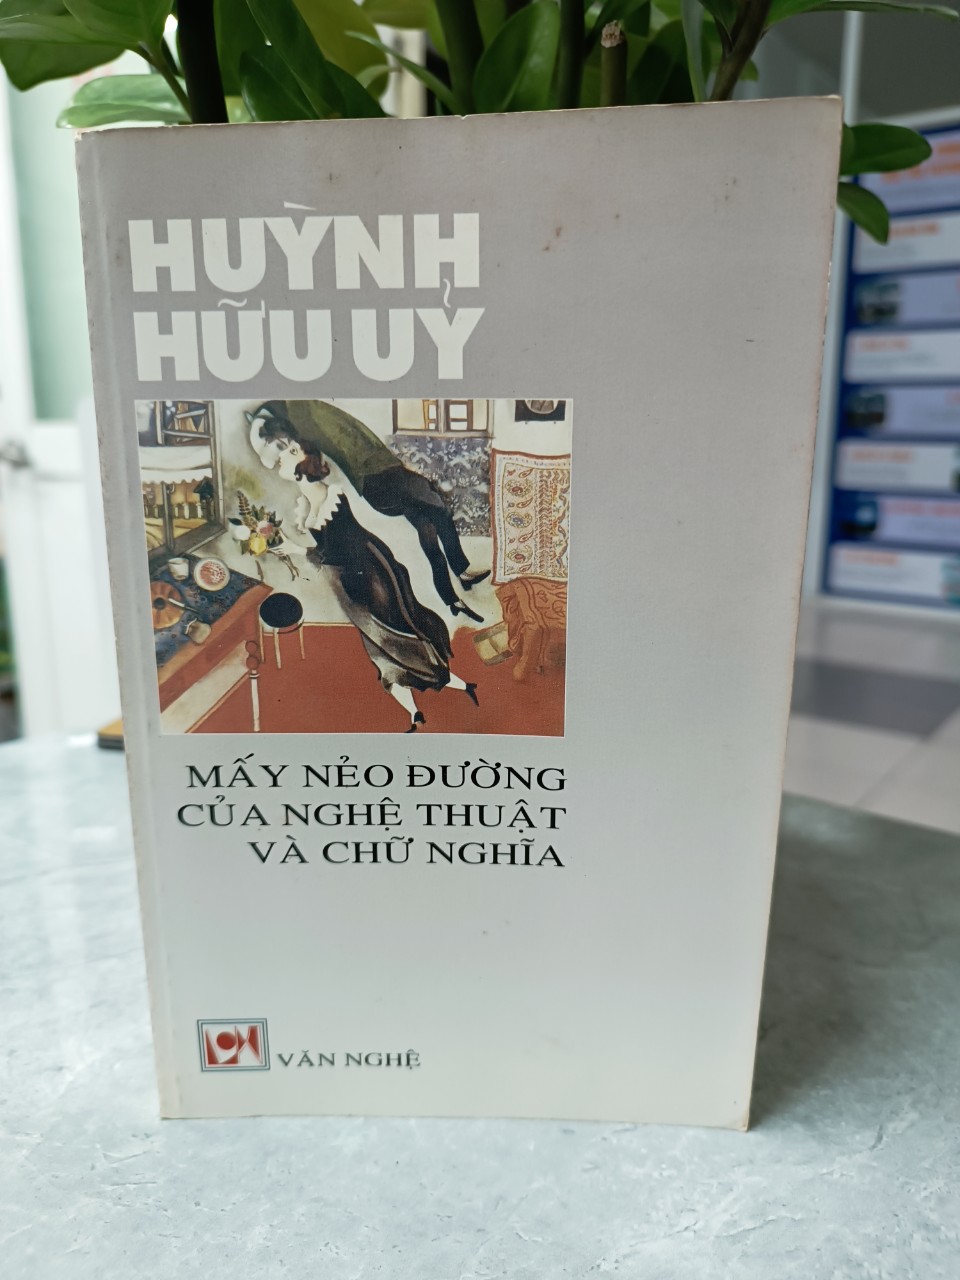 HUỲNH
HỮU UỶ
MẤY NẺO ĐƯỜNG
CỦA NGHỆ THUẬT
VÀ CHỮ NGHĨA
VĂN NGHỆ